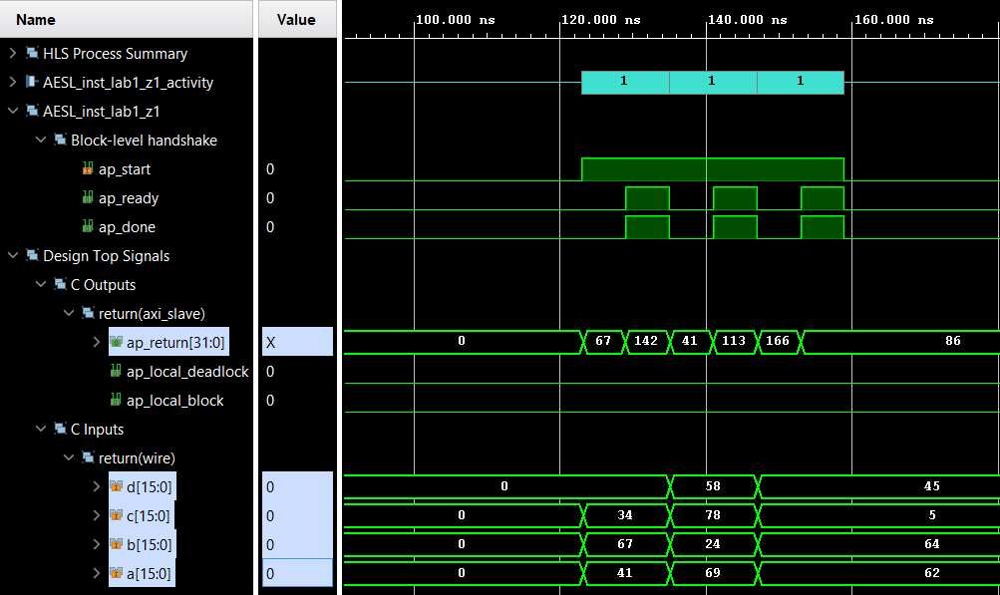 Name Value 100.000 ns 120.000 ns 140.000 ns 160.000 ns
HLS Process Summary
AESL_inst_lab1_z1_activity 1 1 1
AESL_inst_lab1_z1
Block-level handshake
ap_start 0
ap_ready 0
ap_done 0
Design Top Signals
C Outputs
return(axi_slave)
ap_return[31:0] X 0 67 142 41 113 166 86
ap_local_deadlock 0
ap_local_block 0
C Inputs
return(wire)
d[15:0] 0 0 58 45
c[15:0] 0 0 34 78 5
b[15:0] 0 0 67 24 64
a[15:0] 0 0 41 69 62